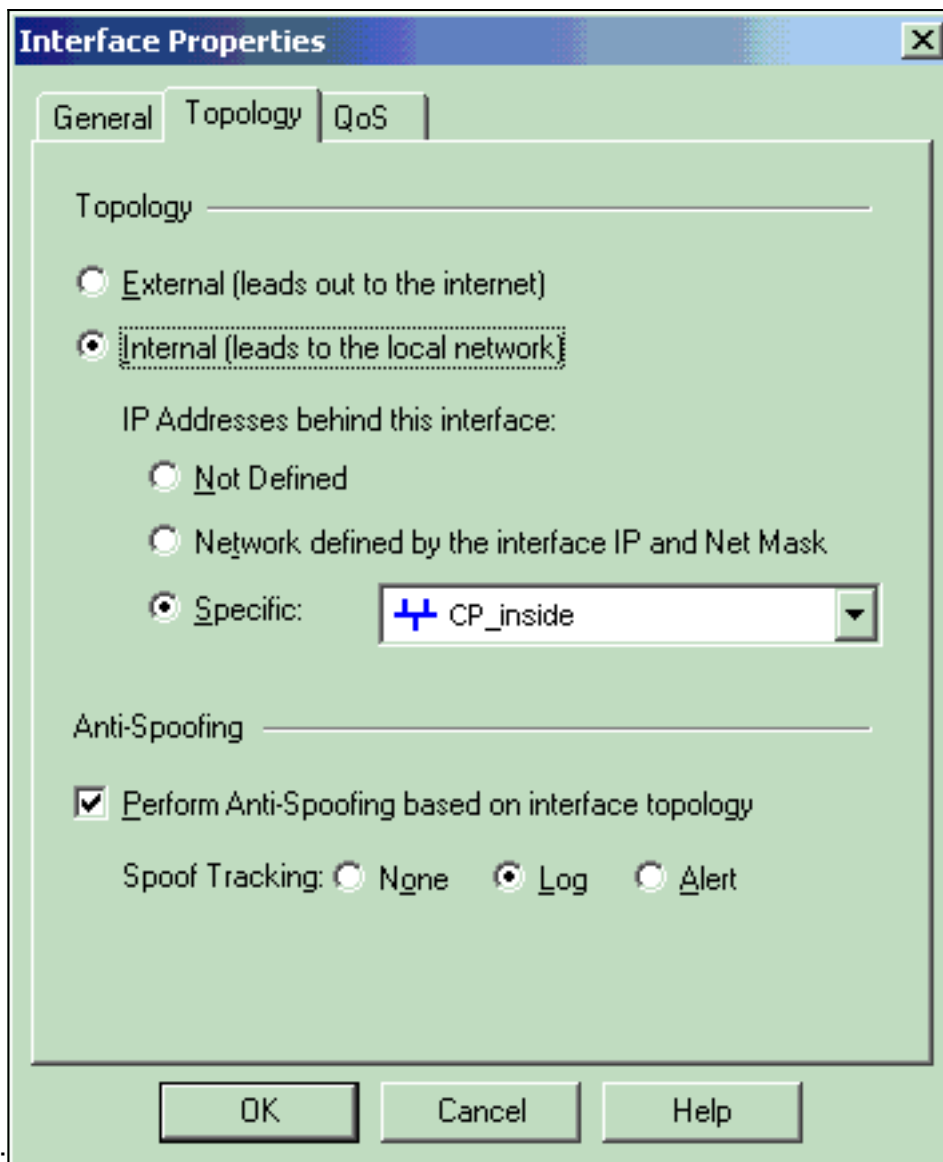 Interface Properties
General Topology QoS
Topology
External (leads out to the internet)
Internal (leads to the local network)
IP Addresses behind this interface:
Not Defined
Network defined by the interface IP and Net Mask
Specific: CP_inside
Anti-Spoofing
Perform Anti-Spoofing based on interface topology
Spoof Tracking: None Log Alert
OK Cancel Help
.